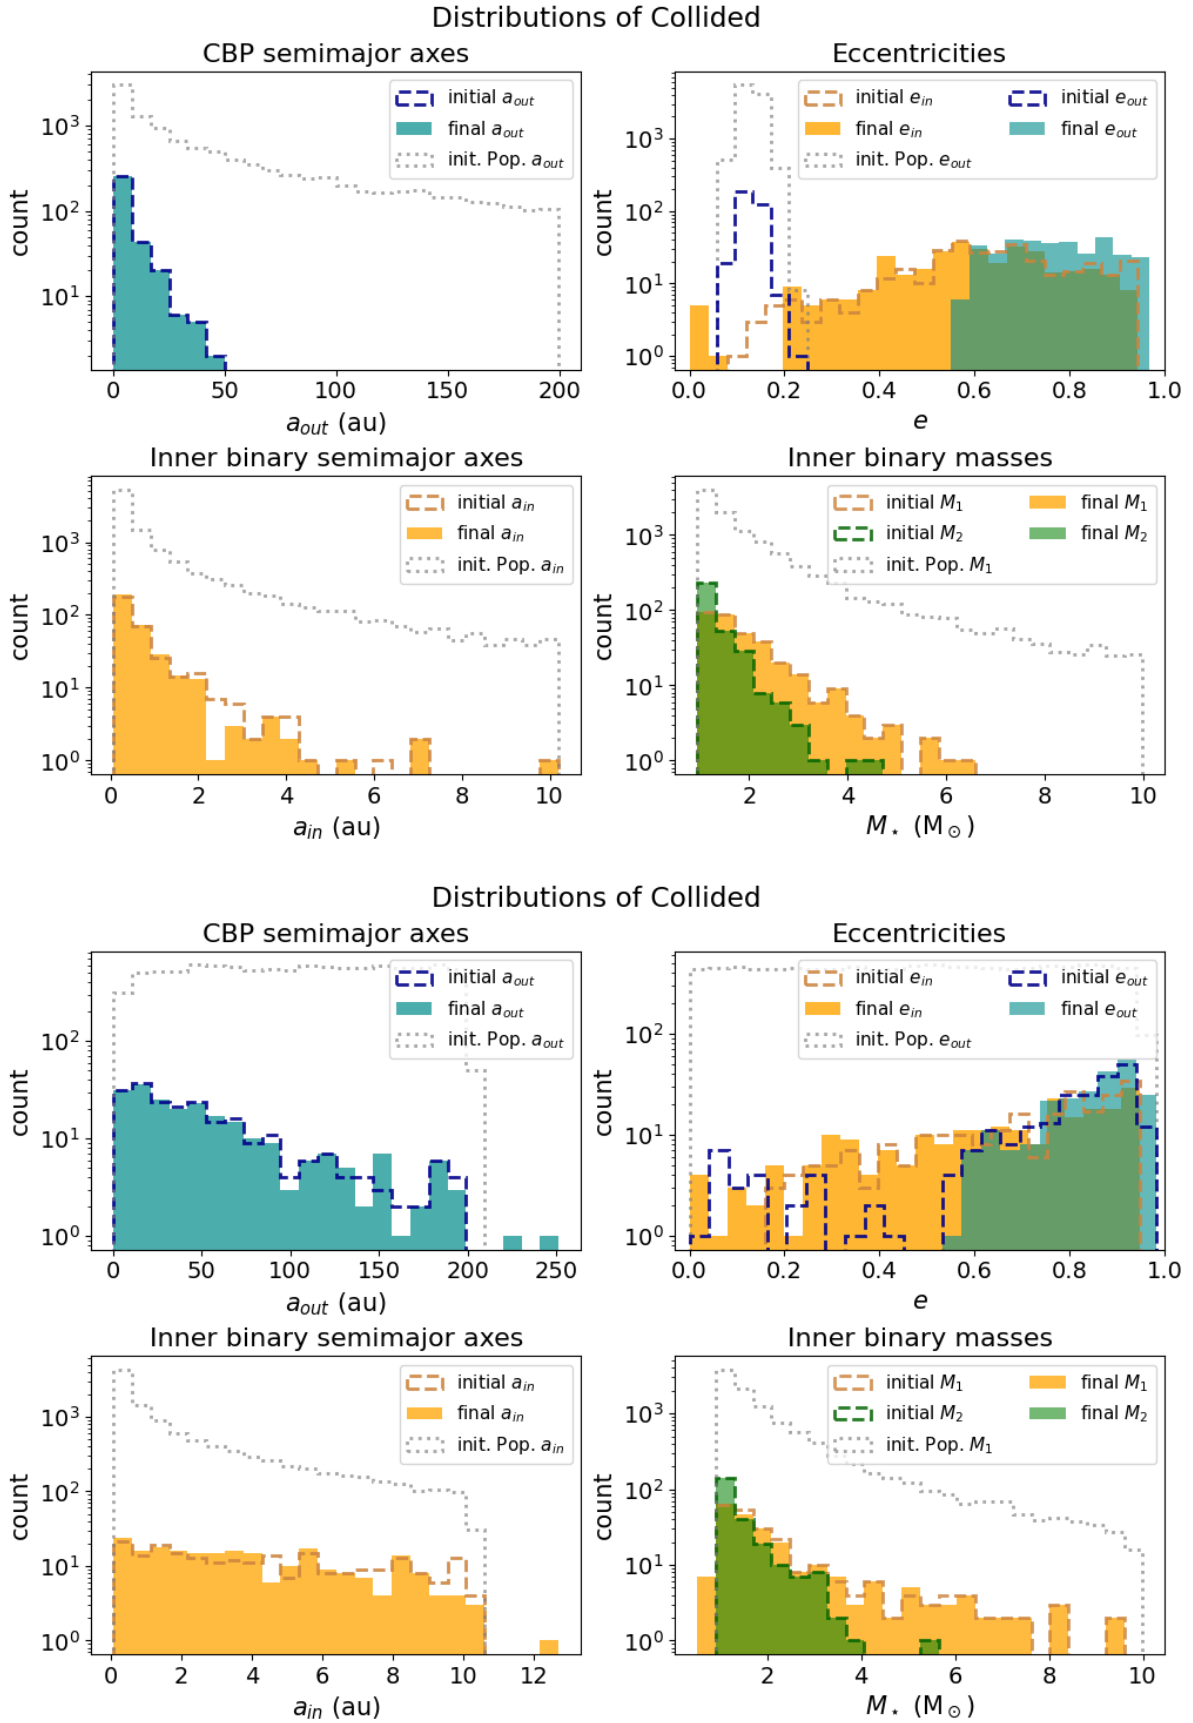 Distributions of Collided
CBP semimajor axes
initial a_out
final a_out
init. Pop. a_out
10^3
10^2
10^1
count
0 50 100 150 200
a_out (au)
Eccentricities
initial e_in
final e_in
init. Pop. e_out
initial e_out
final e_out
10^3
10^2
10^1
10^0
count
0.0 0.2 0.4 0.6 0.8 1.0
e
Inner binary semimajor axes
initial a_in
final a_in
init. Pop. a_in
10^3
10^2
10^1
10^0
count
0 2 4 6 8 10
a_in (au)
Inner binary masses
initial M_1
initial M_2
init. Pop. M_1
final M_1
final M_2
10^3
10^2
10^1
10^0
count
2 4 6 8 10
M_⋆ (M_⊙)
Distributions of Collided
CBP semimajor axes
initial a_out
final a_out
init. Pop. a_out
10^2
10^1
10^0
count
0 50 100 150 200 250
a_out (au)
Eccentricities
initial e_in
final e_in
init. Pop. e_out
initial e_out
final e_out
10^2
10^1
10^0
count
0.0 0.2 0.4 0.6 0.8 1.0
e
Inner binary semimajor axes
initial a_in
final a_in
init. Pop. a_in
10^3
10^2
10^1
10^0
count
0 2 4 6 8 10 12
a_in (au)
Inner binary masses
initial M_1
initial M_2
init. Pop. M_1
final M_1
final M_2
10^3
10^2
10^1
10^0
count
2 4 6 8 10
M_⋆ (M_⊙)